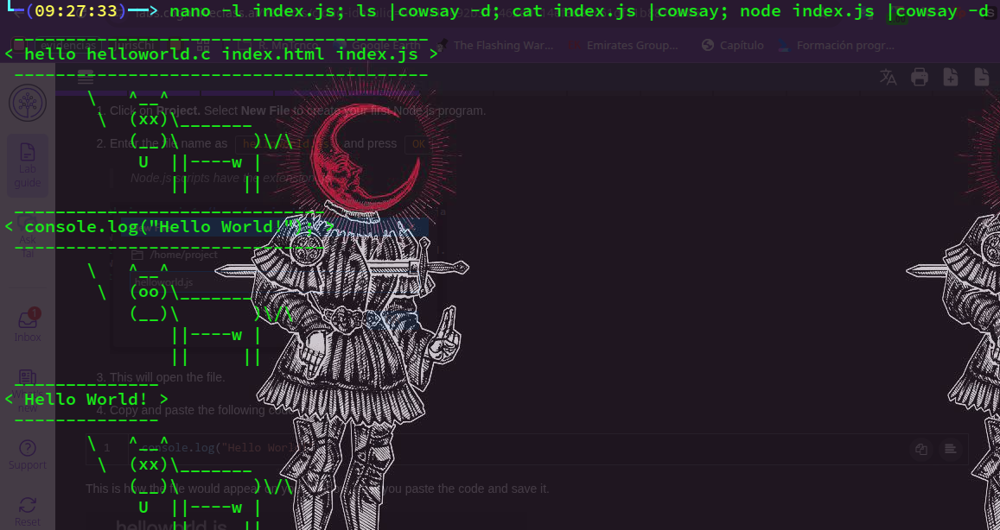 (09:27:33)—> nano -l index.js; ls |cowsay -d; cat index.js |cowsay; node index.js |cowsay -d
The Flashing War... Emirates Group... Capítulo Formación progr...
< hello helloworld.c index.html index.js >
1. Click on Project. Select New File to create your first Node.js program.
\ ^__^
\ (xx)\_______
2. Enter the file name as and press OK
(__)\ )\/\
U ||----w |
|| ||
Lab
guide
Node.js scripts have the extension
< console.log("Hello World!"); >
/home/project
\ ^__^
helloworld.js
\ (oo)\_______
(__)\ )\/\
||----w |
Inbox
|| ||
3. This will open the file.
< Hello World! >
4. Copy and paste the following code
\ ^__^
1 console.log("Hello World
\ (xx)\_______
Support
(__)\ )\/\
This is how the file would appear on you paste the code and save it.
U ||----w |
Reset
|| ||
helloworld.js